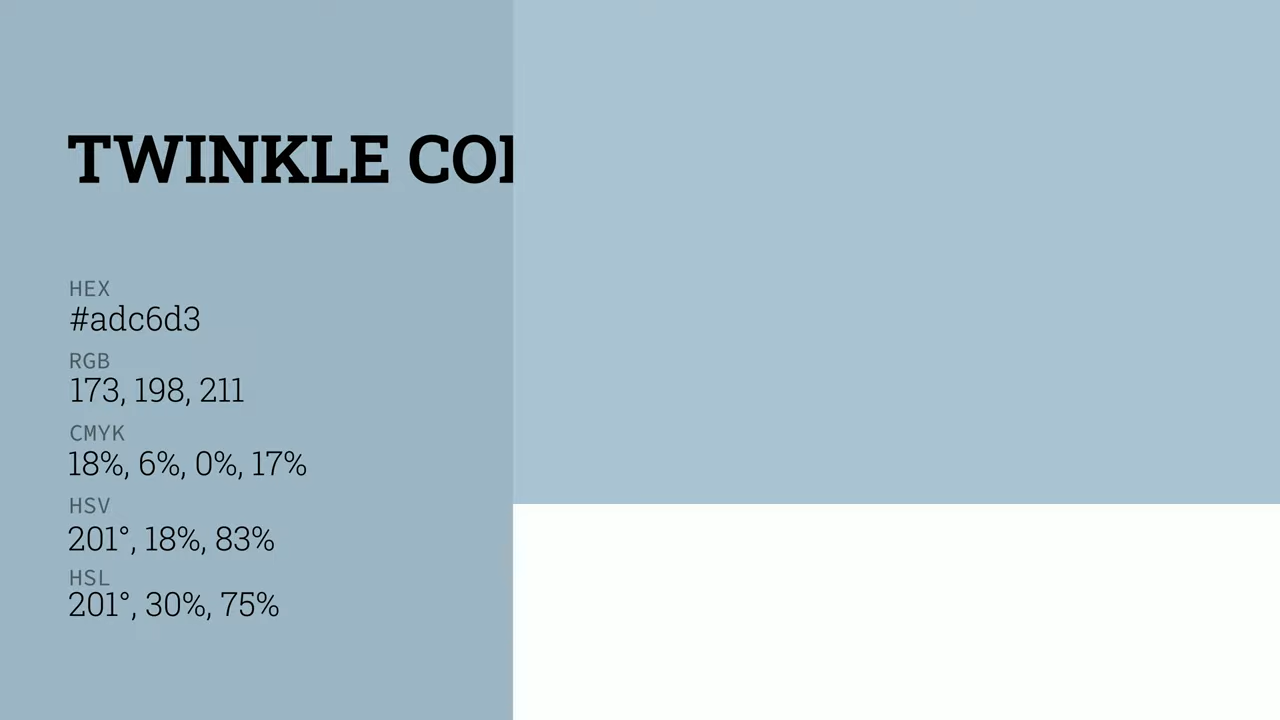 TWINKLE CO
HEX
#adc6d3
RGB
173, 198, 211
CMYK
18%, 6%, 0%, 17%
HSV
201°, 18%, 83%
HSL
201°, 30%, 75%